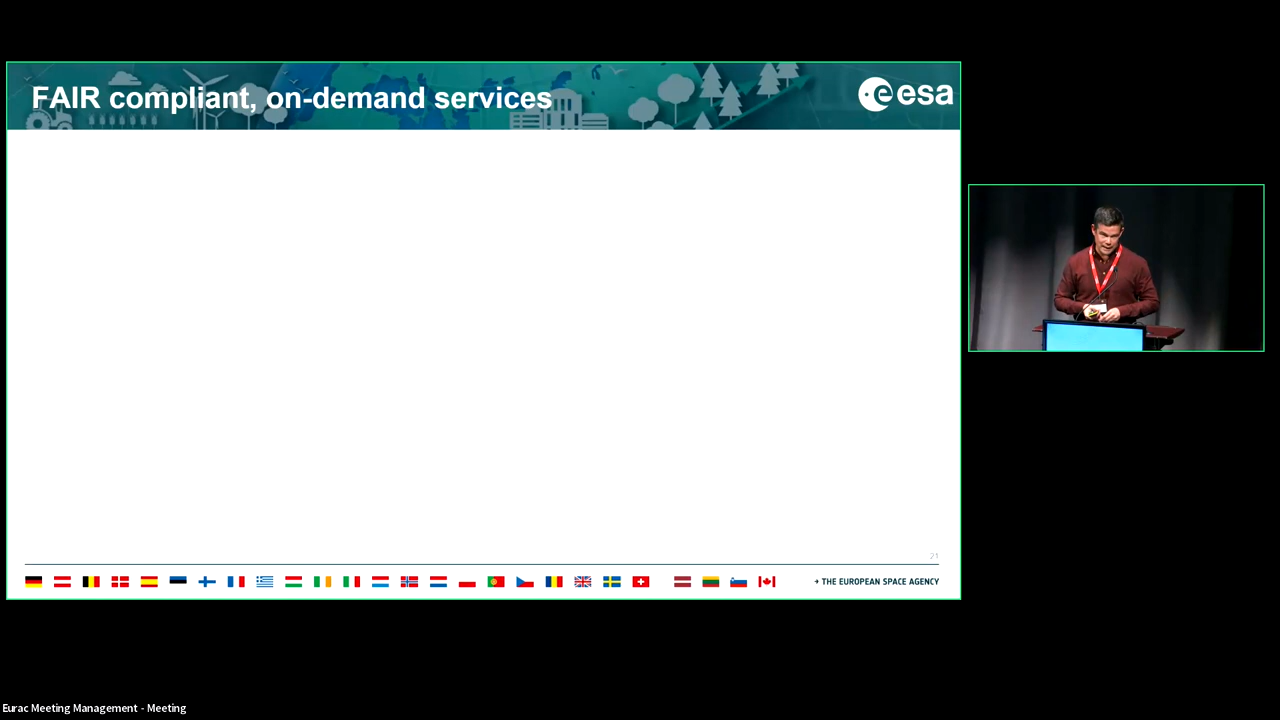 FAIR compliant, on-demand services
esa
21
→ THE EUROPEAN SPACE AGENCY
Eurac Meeting Management - Meeting